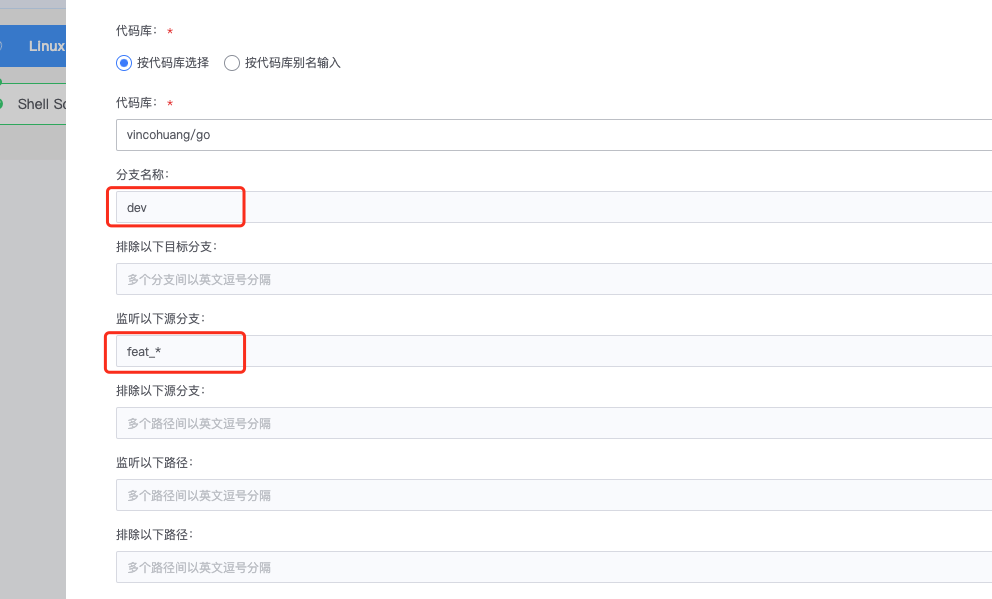 代码库： *
Linux
按代码库选择 按代码库别名输入
Shell Sc
代码库： *
vincohuang/go
分支名称：
dev
排除以下目标分支：
多个分支间以英文逗号分隔
监听以下源分支：
feat_*
排除以下源分支：
多个路径间以英文逗号分隔
监听以下路径：
多个路径间以英文逗号分隔
排除以下路径：
多个路径间以英文逗号分隔